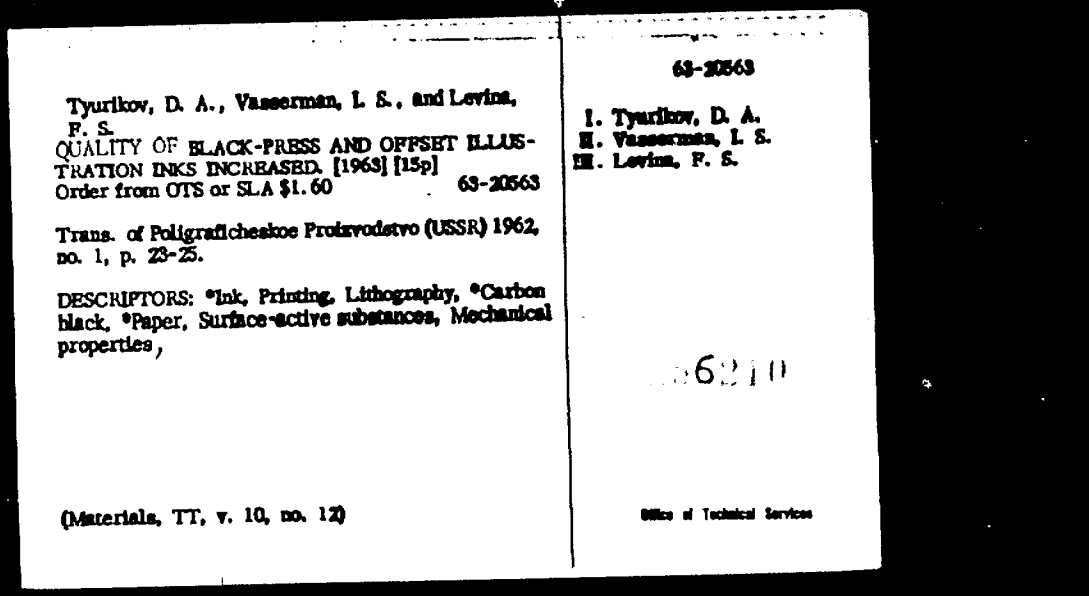 Tyurikov, D. A., Vasserman, I. S., and Levina,
F. S.
QUALITY OF BLACK-PRESS AND OFFSET ILLUS-
TRATION INKS INCREASED. [1963] [15p]
Order from OTS or SLA $1.60 63-20563
Trans. of Poligraficheskoe Proizvodstvo (USSR) 1962,
no. 1, p. 23-25.
DESCRIPTORS: *Ink, Printing, Lithography, *Carbon
black, *Paper, Surface-active substances, Mechanical
properties,
(Materials, TT, v. 10, no. 12)
63-20563
I. Tyurikov, D. A.
II. Vasserman, I. S.
III. Levina, F. S.
Office of Technical Services